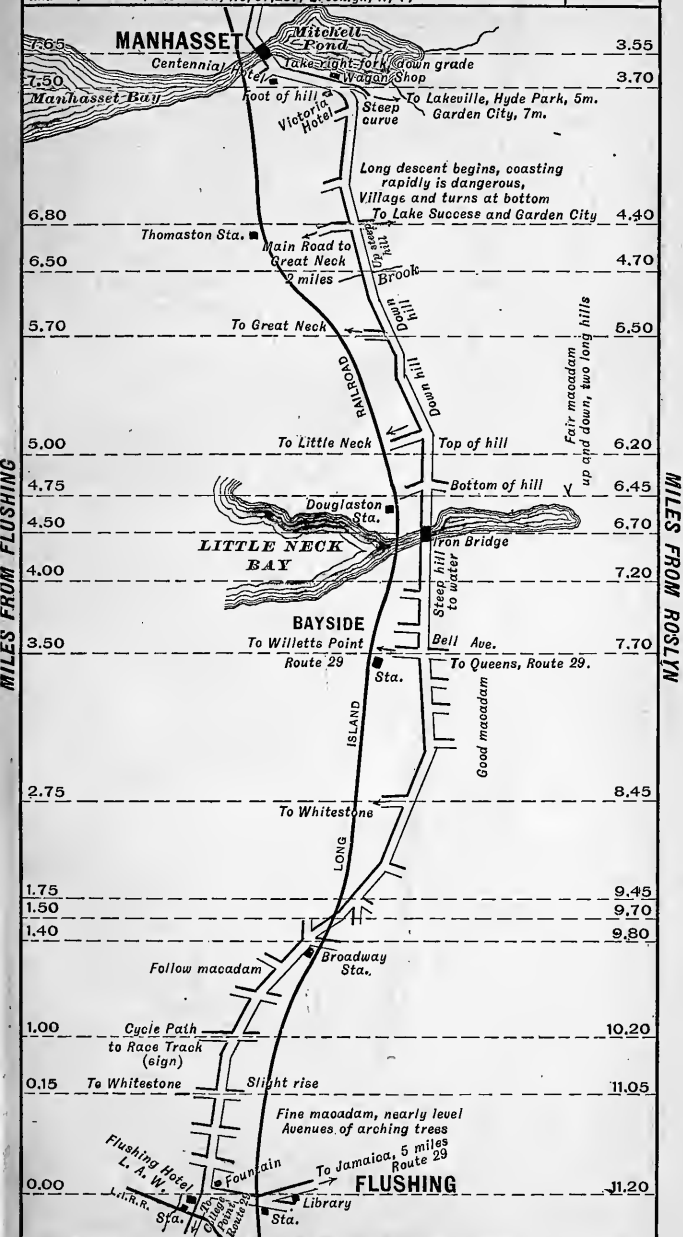 MANHASSET
Mitchell
Pond
7.65
3.55
Take right fork, down grade
Centennial Hotel
Wagon Shop
7.50
3.70
Manhasset Bay
Foot of hill
Victoria
Hotel
Steep
curve
To Lakeville, Hyde Park, 5m.
Garden City, 7m.
Long descent begins, coasting
rapidly is dangerous,
Village and turns at bottom
6.80
To Lake Success and Garden City
4.40
Thomaston Sta.
Up steep
hill
Main Road to
Great Neck
2 miles
6.50
Brook
4.70
Down
hill
5.70
To Great Neck
5.50
RAILROAD
Down hill
Fair macadam
up and down, two long hills
5.00
To Little Neck
Top of hill
6.20
4.75
Bottom of hill
6.45
Douglaston
Sta.
4.50
6.70
LITTLE NECK
BAY
Iron Bridge
4.00
7.20
Steep hill
to water
BAYSIDE
To Willetts Point
Bell Ave.
3.50
7.70
Route 29
Sta.
To Queens, Route 29.
MILES FROM FLUSHING
MILES FROM ROSLYN
ISLAND
Good macadam
2.75
8.45
To Whitestone
LONG
1.75
9.45
1.50
9.70
1.40
9.80
Follow macadam
Broadway
Sta.
1.00
Cycle Path
10.20
to Race Track
(sign)
0.15
To Whitestone
Slight rise
11.05
Fine macadam, nearly level
Avenues of arching trees
Flushing Hotel
L. A. W.
Fountain
To Jamaica, 5 miles
Route 29
FLUSHING
0.00
11.20
L.I.R.R.
Sta.
To
College
Point,
Route 29
Sta.
Library